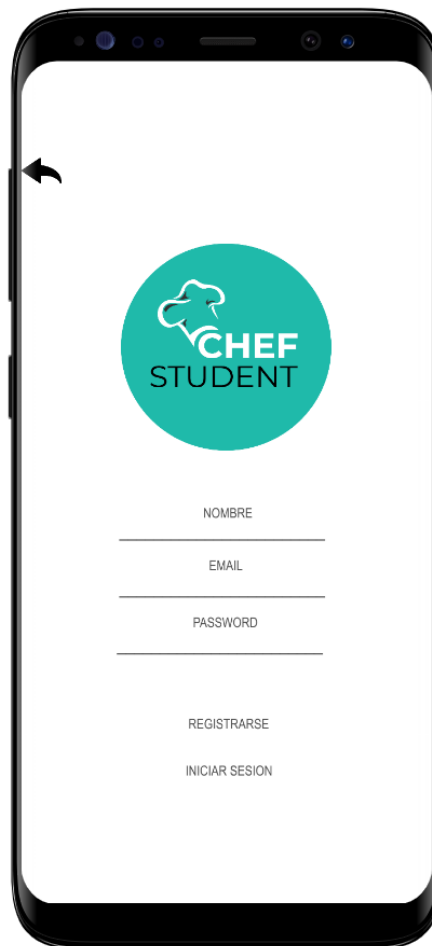 CHEF
STUDENT
NOMBRE
EMAIL
PASSWORD
REGISTRARSE
INICIAR SESION